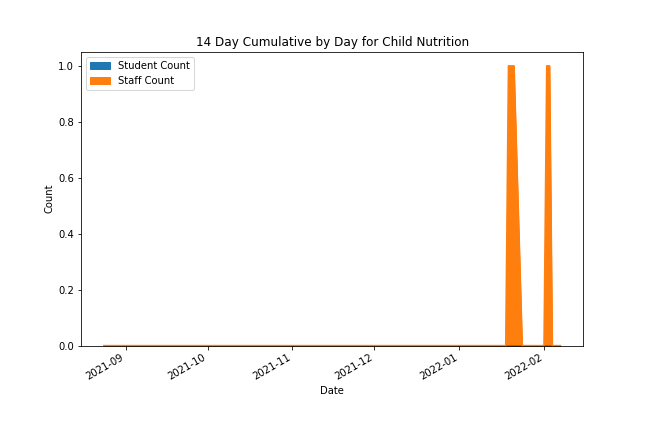 14 Day Cumulative by Day for Child Nutrition
Student Count
Staff Count
1.0
0.8
0.6
0.4
0.2
0.0
Count
2021-09
2021-10
2021-11
2021-12
2022-01
2022-02
Date